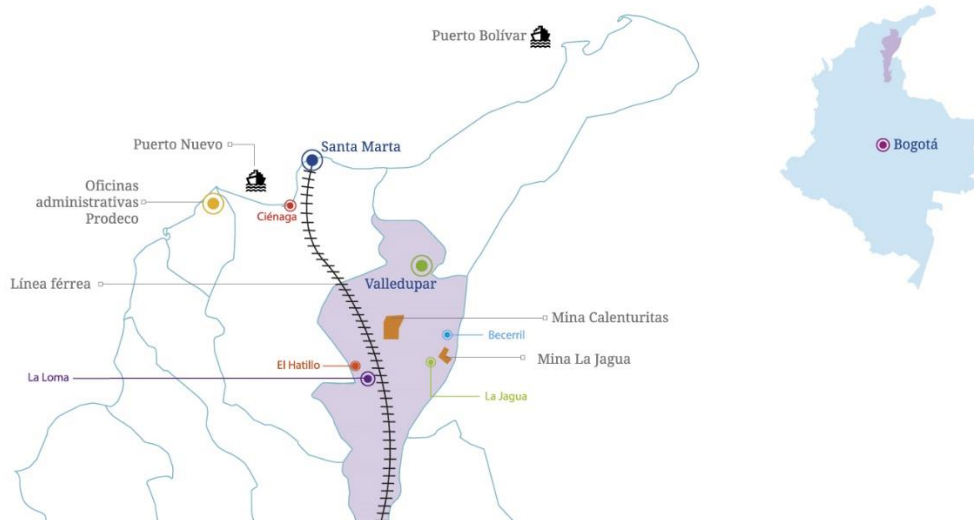 Puerto Bolívar
Bogotá
Puerto Nuevo
Santa Marta
Oficinas
administrativas
Prodeco
Ciénaga
Línea férrea
Valledupar
Mina Calenturitas
Becerril
Mina La Jagua
El Hatillo
La Loma
La Jagua